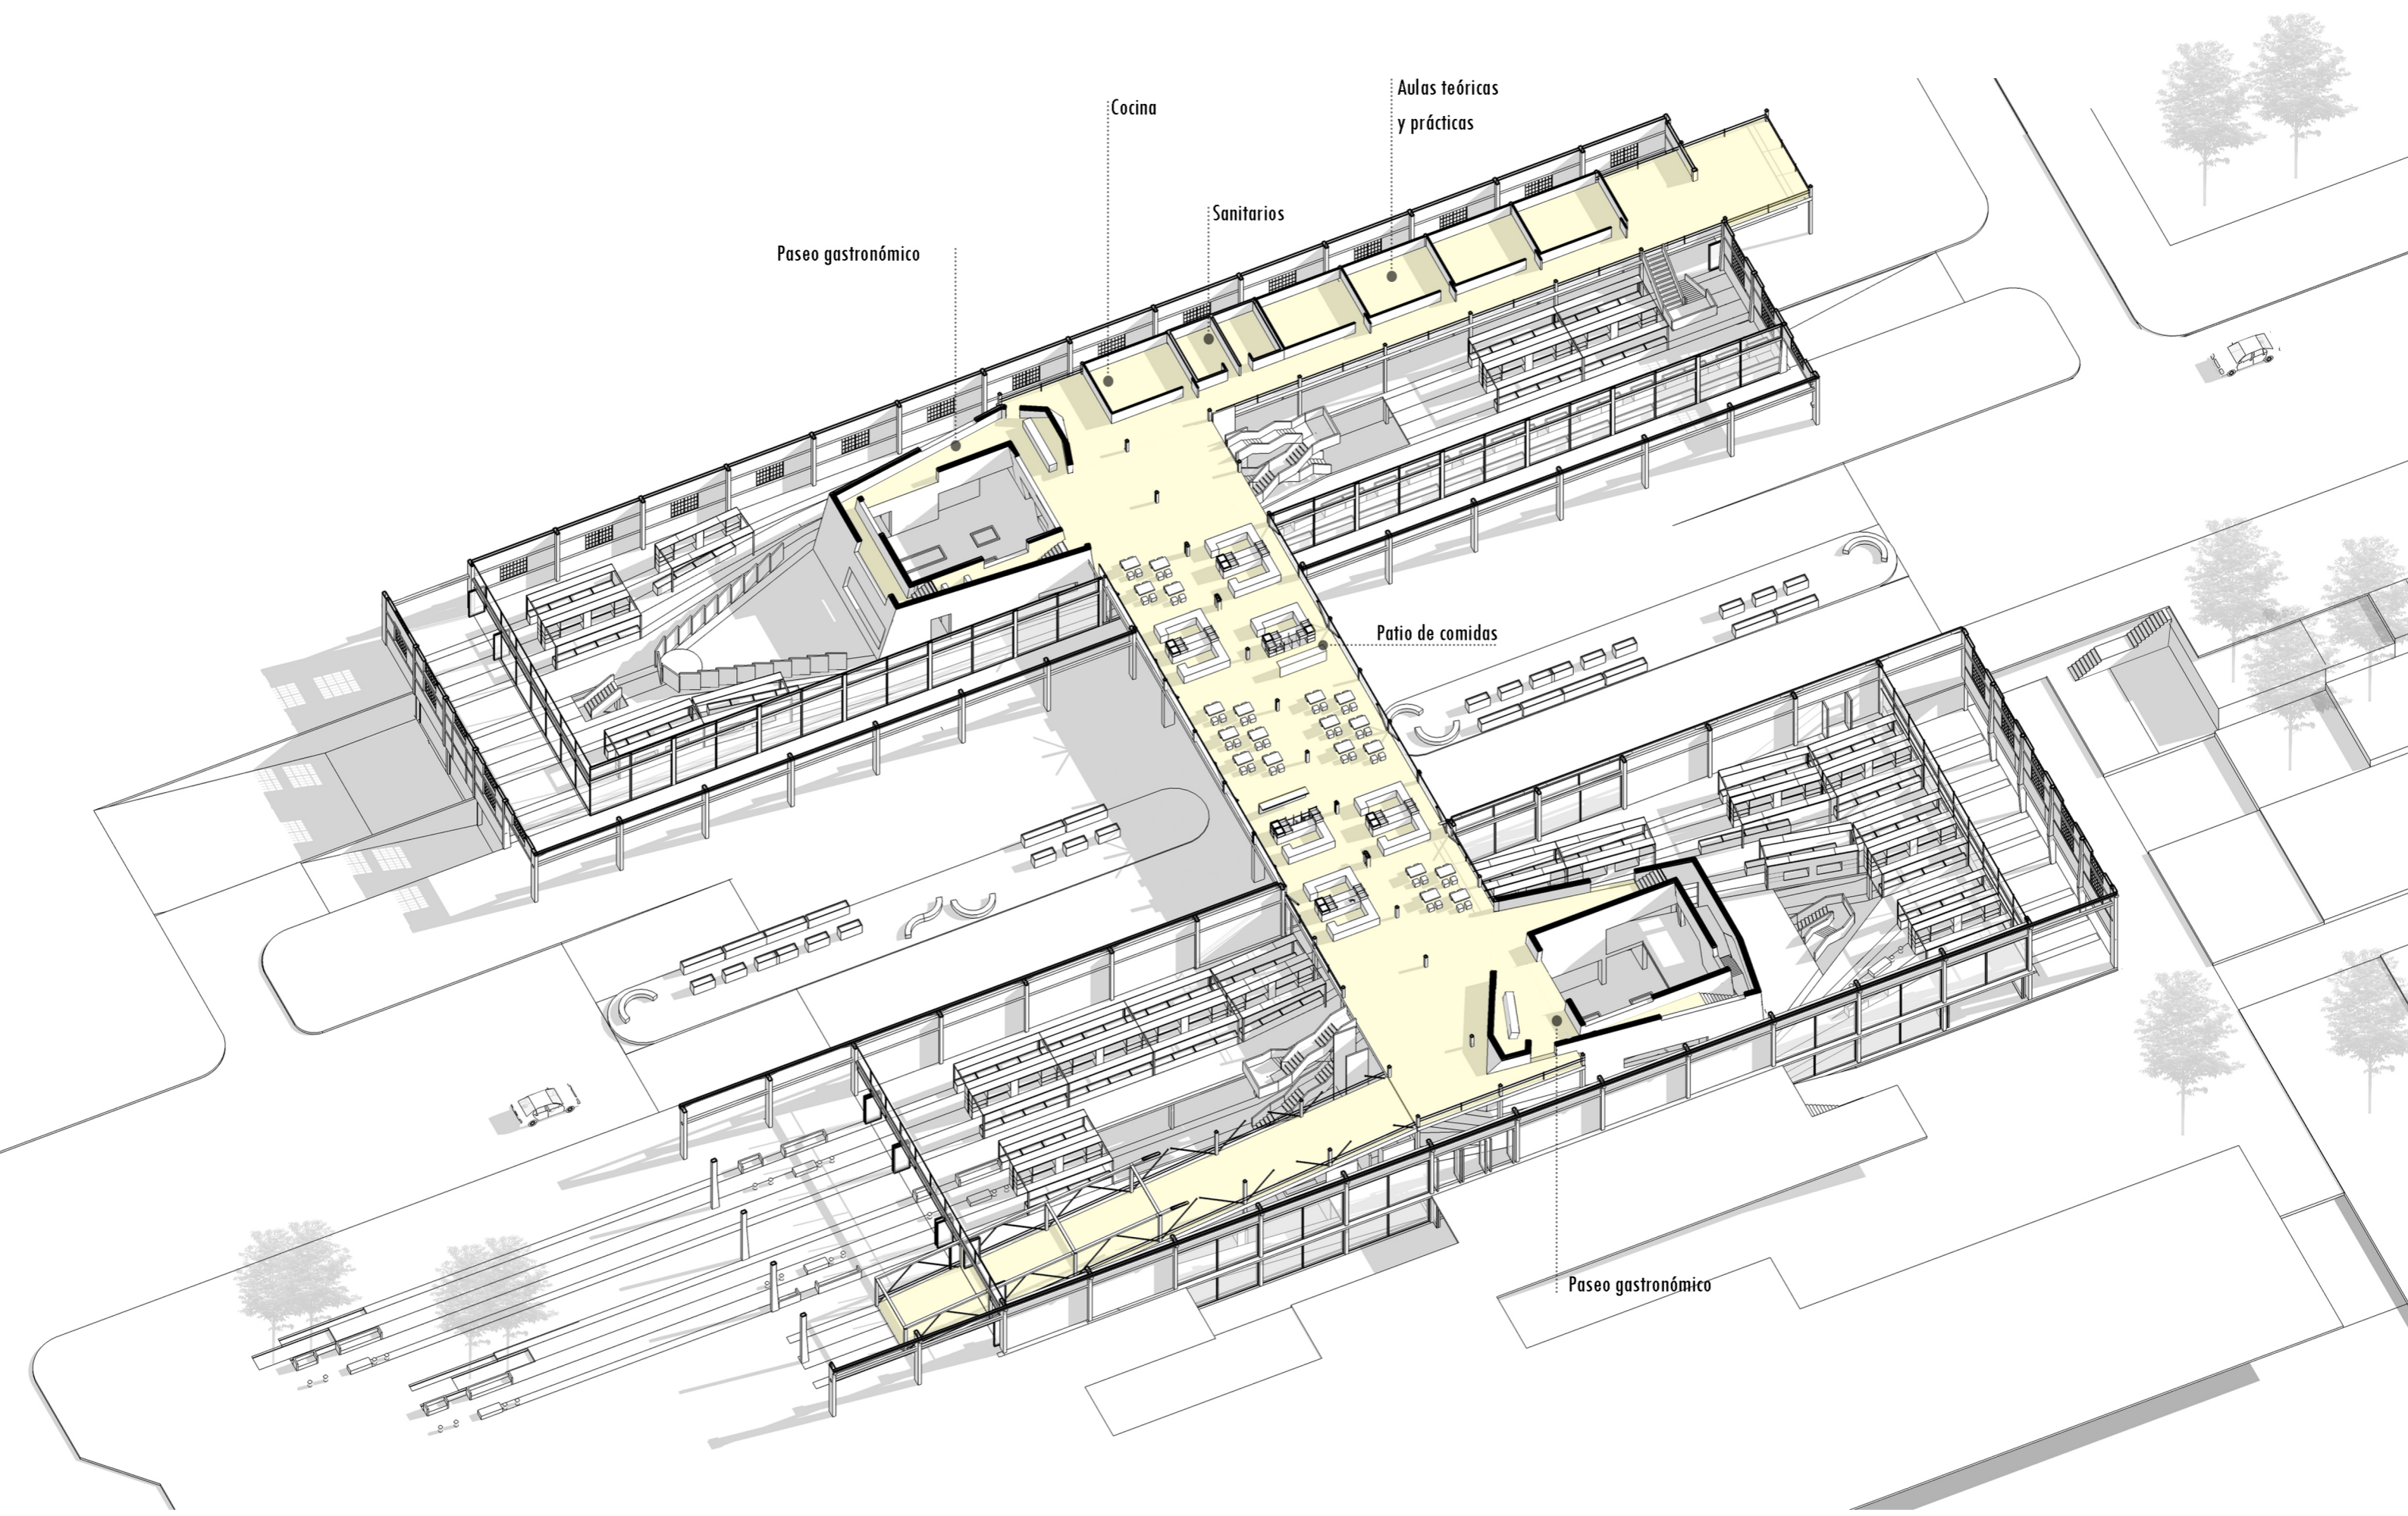 Aulas teóricas
y prácticas
Cocina
Sanitarios
Paseo gastronómico
Patio de comidas
Paseo gastronómico